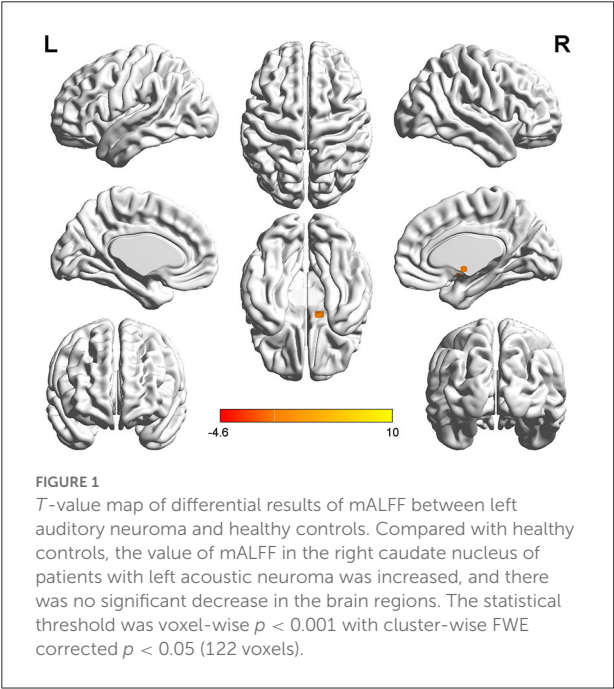 L
R
-4.6
10
FIGURE 1
T-value map of differential results of mALFF between left
auditory neuroma and healthy controls. Compared with healthy
controls, the value of mALFF in the right caudate nucleus of
patients with left acoustic neuroma was increased, and there
was no significant decrease in the brain regions. The statistical
threshold was voxel-wise p < 0.001 with cluster-wise FWE
corrected p < 0.05 (122 voxels).